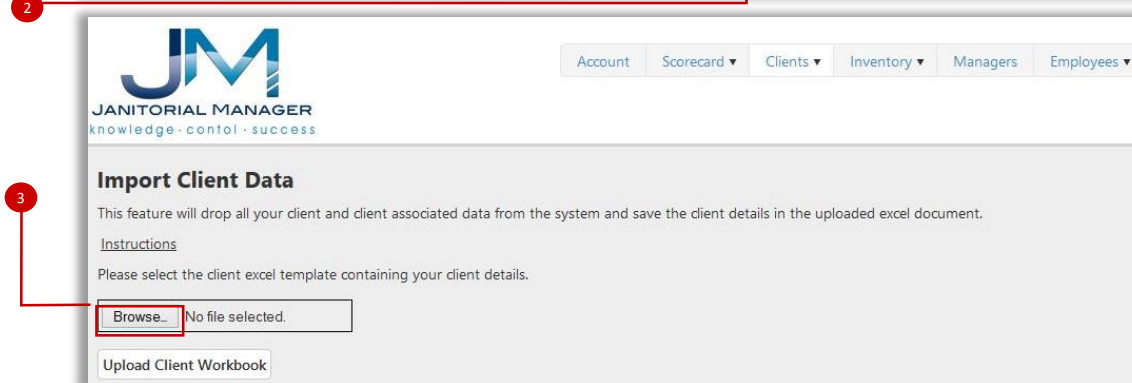 2
JM
Account Scorecard ▼ Clients ▼ Inventory ▼ Managers Employees ▼
JANITORIAL MANAGER
knowledge · contol · success
Import Client Data
3
This feature will drop all your client and client associated data from the system and save the client details in the uploaded excel document.
Instructions
Please select the client excel template containing your client details.
Browse... No file selected.
Upload Client Workbook